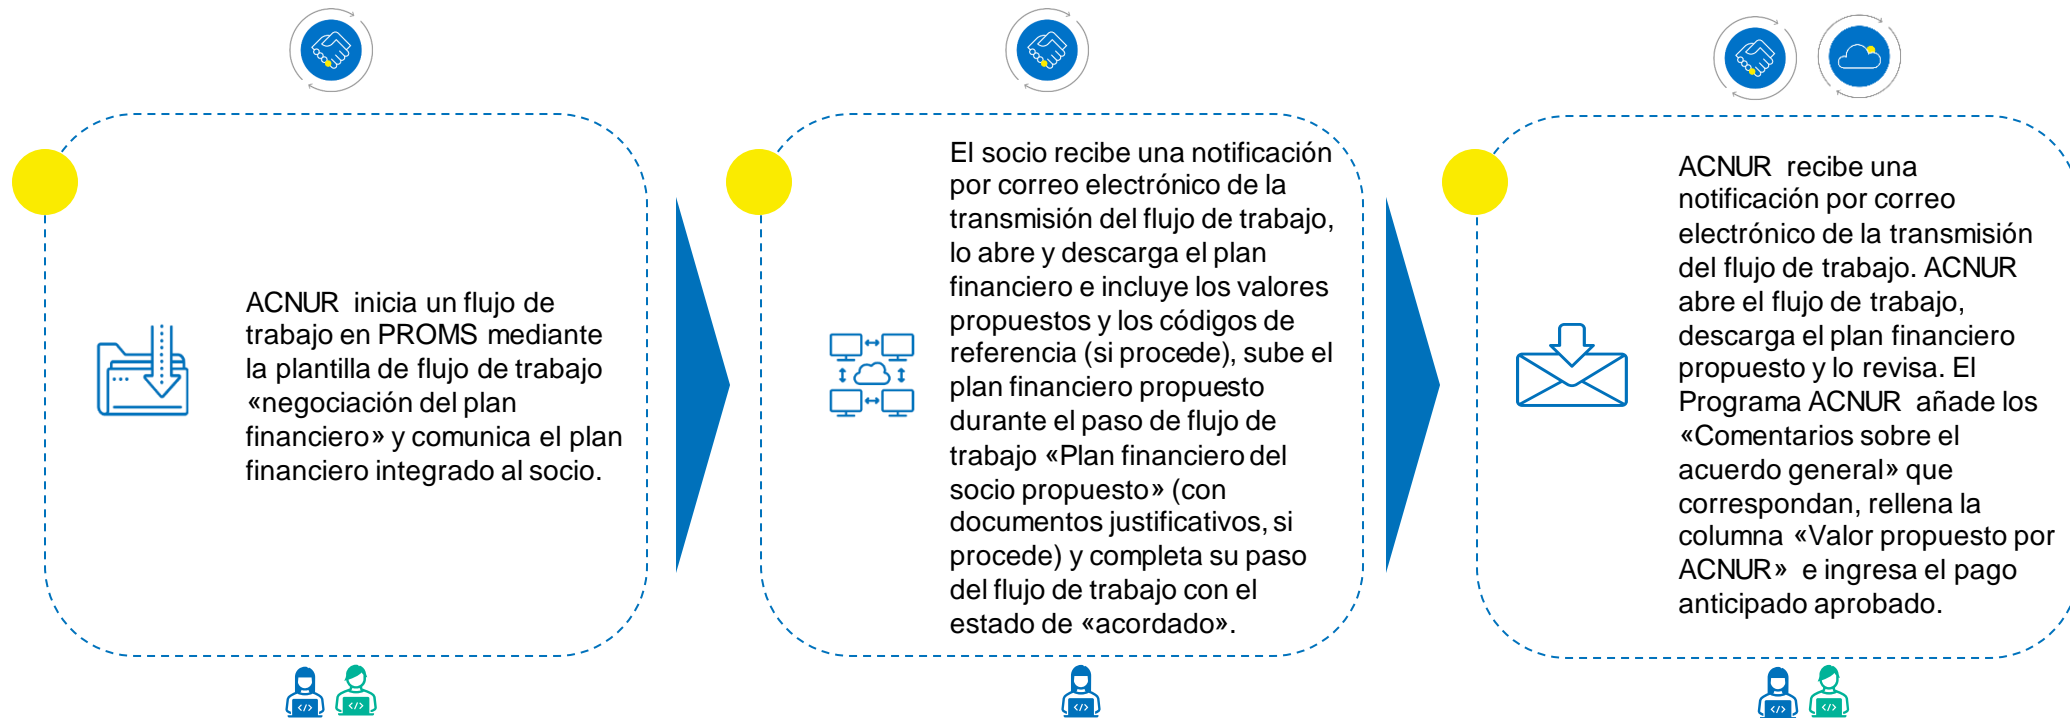 ACNUR inicia un flujo de
trabajo en PROMS mediante
la plantilla de flujo de trabajo
«negociación del plan
financiero» y comunica el plan
financiero integrado al socio.
El socio recibe una notificación
por correo electrónico de la
transmisión del flujo de trabajo,
lo abre y descarga el plan
financiero e incluye los valores
propuestos y los códigos de
referencia (si procede), sube el
plan financiero propuesto
durante el paso de flujo de
trabajo «Plan financiero del
socio propuesto» (con
documentos justificativos, si
procede) y completa su paso
del flujo de trabajo con el
estado de «acordado».
ACNUR recibe una
notificación por correo
electrónico de la transmisión
del flujo de trabajo. ACNUR
abre el flujo de trabajo,
descarga el plan financiero
propuesto y lo revisa. El
Programa ACNUR añade los
«Comentarios sobre el
acuerdo general» que
correspondan, rellena la
columna «Valor propuesto por
ACNUR» e ingresa el pago
anticipado aprobado.